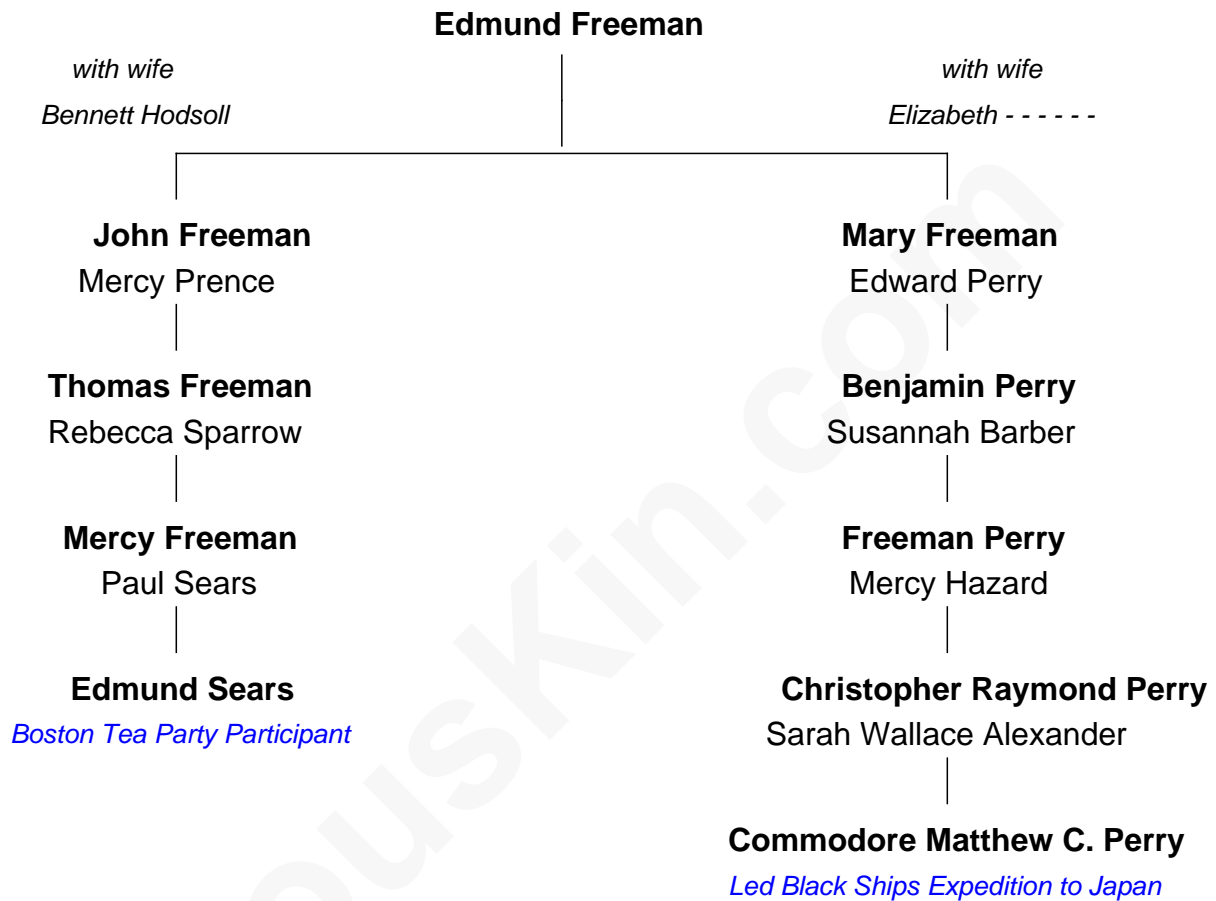 Edmund Freeman
with wife
Bennett Hodsoll
with wife
Elizabeth - - - - - -
John Freeman
Mercy Prence
Mary Freeman
Edward Perry
Thomas Freeman
Rebecca Sparrow
Benjamin Perry
Susannah Barber
Mercy Freeman
Paul Sears
Freeman Perry
Mercy Hazard
Edmund Sears
Boston Tea Party Participant
Christopher Raymond Perry
Sarah Wallace Alexander
Commodore Matthew C. Perry
Led Black Ships Expedition to Japan
ousKin.com